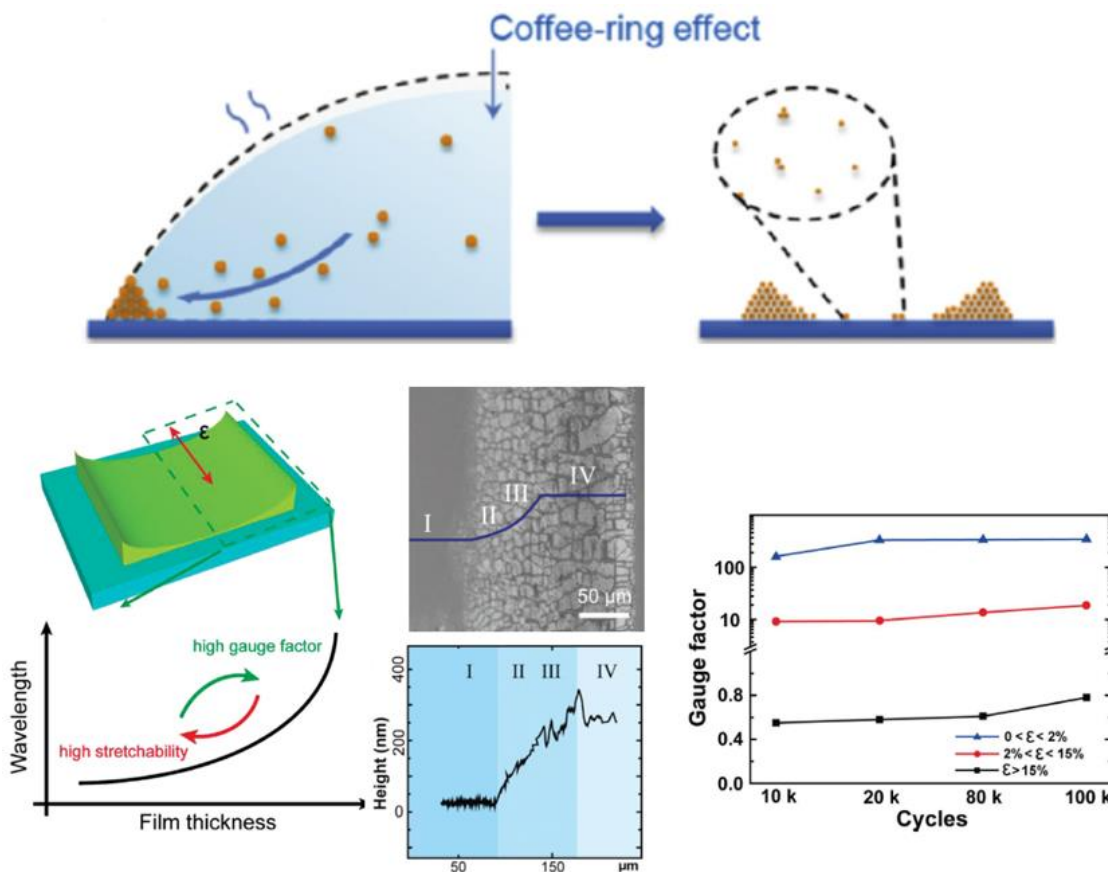 Coffee-ring effect
ε
high gauge factor
high stretchability
Wavelength
Film thickness
I
II
III
IV
50 μm
I
II
III
IV
400
200
0
Height (nm)
50
150
μm
Gauge factor
100
10
0.8
0.4
0.0
0 < ε < 2%
2% < ε < 15%
ε > 15%
10 k
20 k
80 k
100 k
Cycles